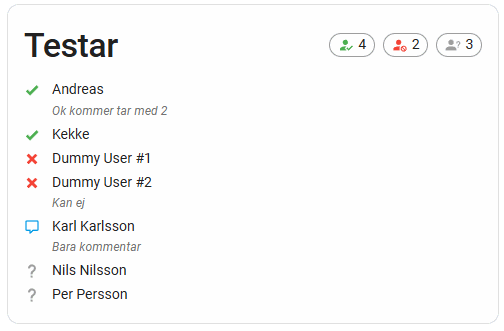 Testar
4
2
3
Andreas
Ok kommer tar med 2
Kekke
Dummy User #1
Dummy User #2
Kan ej
Karl Karlsson
Bara kommentar
? Nils Nilsson
? Per Persson